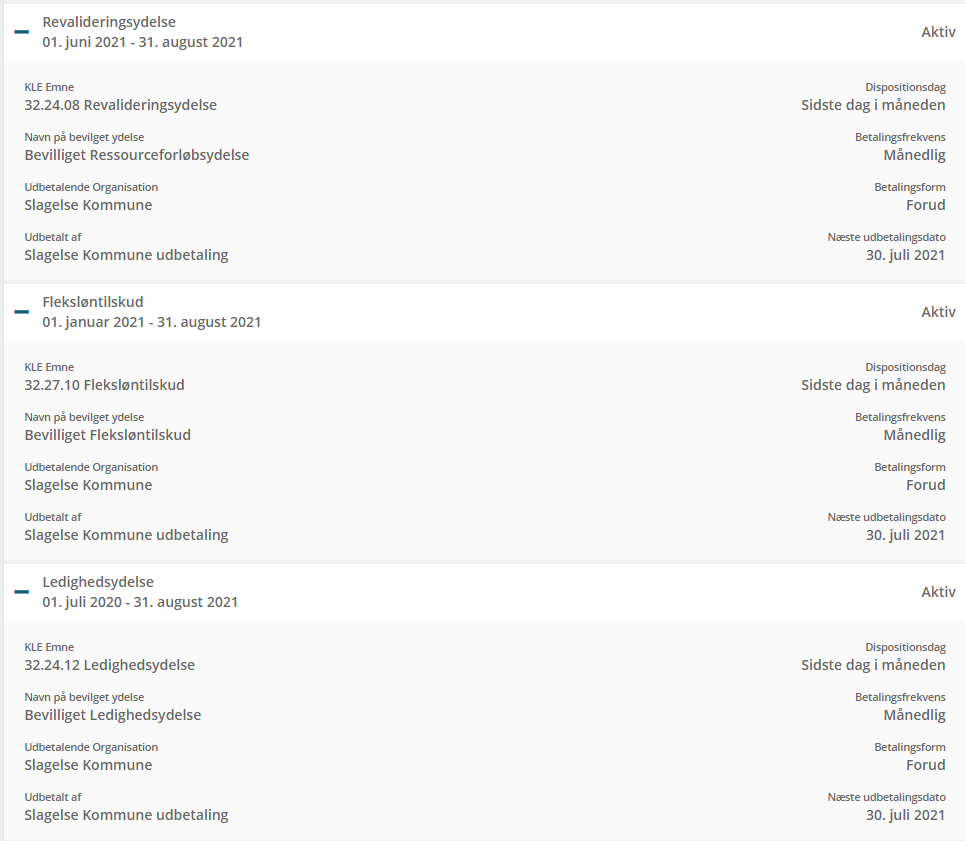 Revalideringsydelse
01. juni 2021 - 31. august 2021
Aktiv
KLE Emne
32.24.08 Revalideringsydelse
Dispositionsdag
Sidste dag i måneden
Navn på bevilget ydelse
Bevilliget Ressourceforløbsydelse
Betalingsfrekvens
Månedlig
Udbetalende Organisation
Slagelse Kommune
Betalingsform
Forud
Udbetalt af
Slagelse Kommune udbetaling
Næste udbetalingsdato
30. juli 2021
Fleksløntilskud
01. januar 2021 - 31. august 2021
Aktiv
KLE Emne
32.27.10 Fleksløntilskud
Dispositionsdag
Sidste dag i måneden
Navn på bevilget ydelse
Bevilliget Fleksløntilskud
Betalingsfrekvens
Månedlig
Udbetalende Organisation
Slagelse Kommune
Betalingsform
Forud
Udbetalt af
Slagelse Kommune udbetaling
Næste udbetalingsdato
30. juli 2021
Ledighedsydelse
01. juli 2020 - 31. august 2021
Aktiv
KLE Emne
32.24.12 Ledighedsydelse
Dispositionsdag
Sidste dag i måneden
Navn på bevilget ydelse
Bevilliget Ledighedsydelse
Betalingsfrekvens
Månedlig
Udbetalende Organisation
Slagelse Kommune
Betalingsform
Forud
Udbetalt af
Slagelse Kommune udbetaling
Næste udbetalingsdato
30. juli 2021